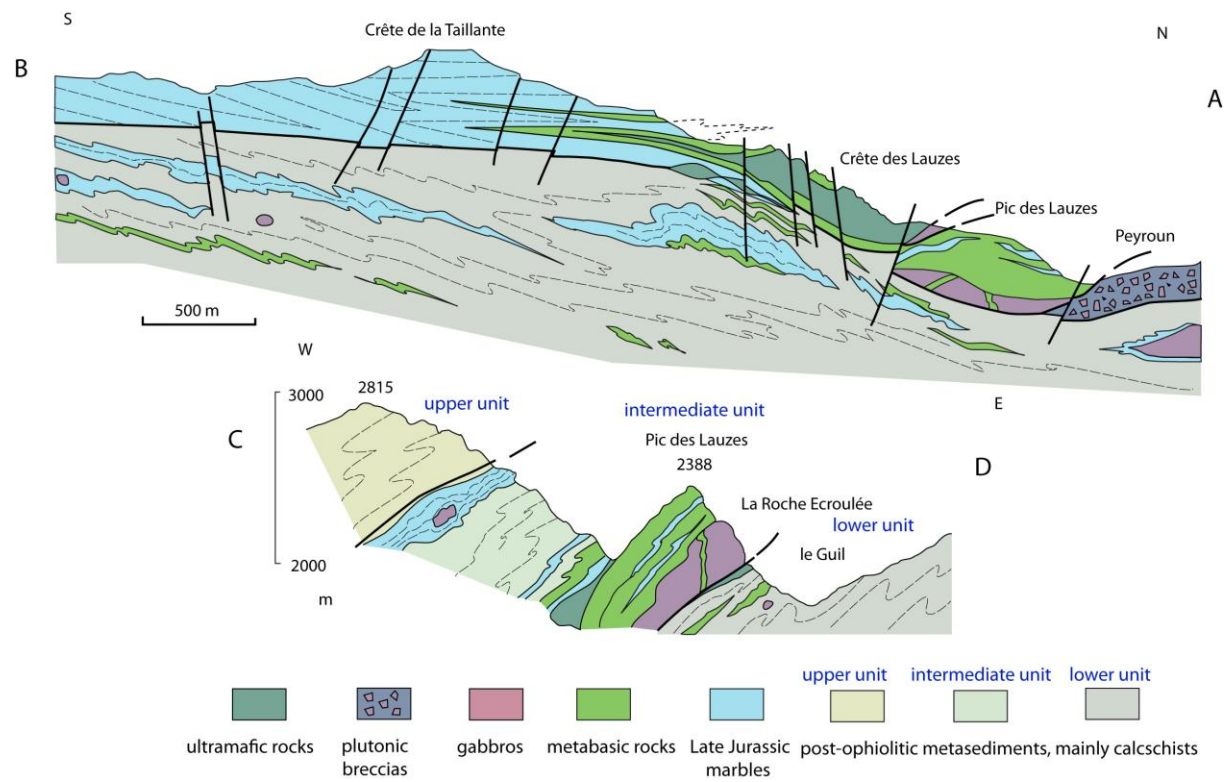 S
N
Crête de la Taillante
B
A
Crête des Lauzes
Pic des Lauzes
Peyroun
500 m
W
E
3000
2815
upper unit
intermediate unit
C
Pic des Lauzes
D
2388
La Roche Ecroulée
lower unit
le Guil
2000
m
upper unit
intermediate unit
lower unit
ultramafic rocks
plutonic
breccias
gabbros
metabasic rocks
Late Jurassic
marbles
post-ophiolitic metasediments, mainly calcschists